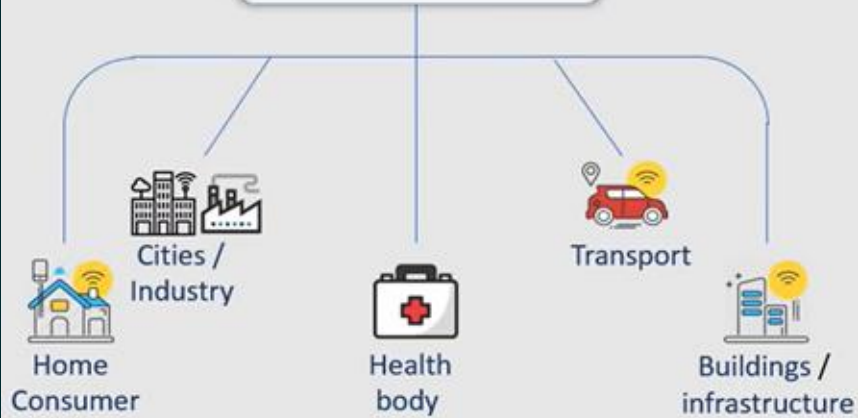 Cities /
Industry
Transport
Home
Consumer
Health
body
Buildings /
infrastructure